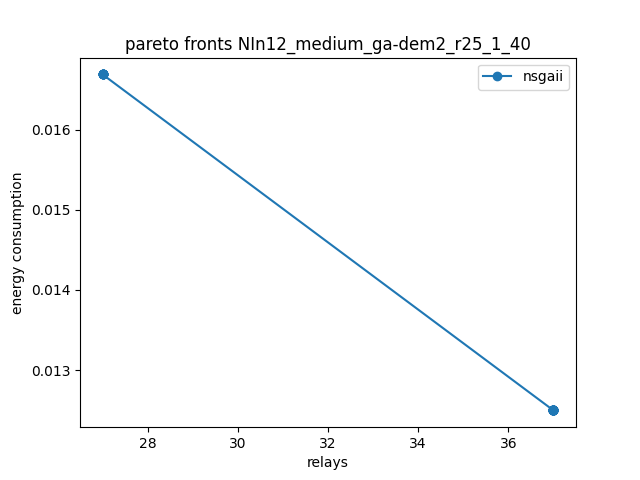 pareto fronts NIn12_medium_ga-dem2_r25_1_40
nsgaii
0.016
0.015
0.014
0.013
energy consumption
28 30 32 34 36
relays